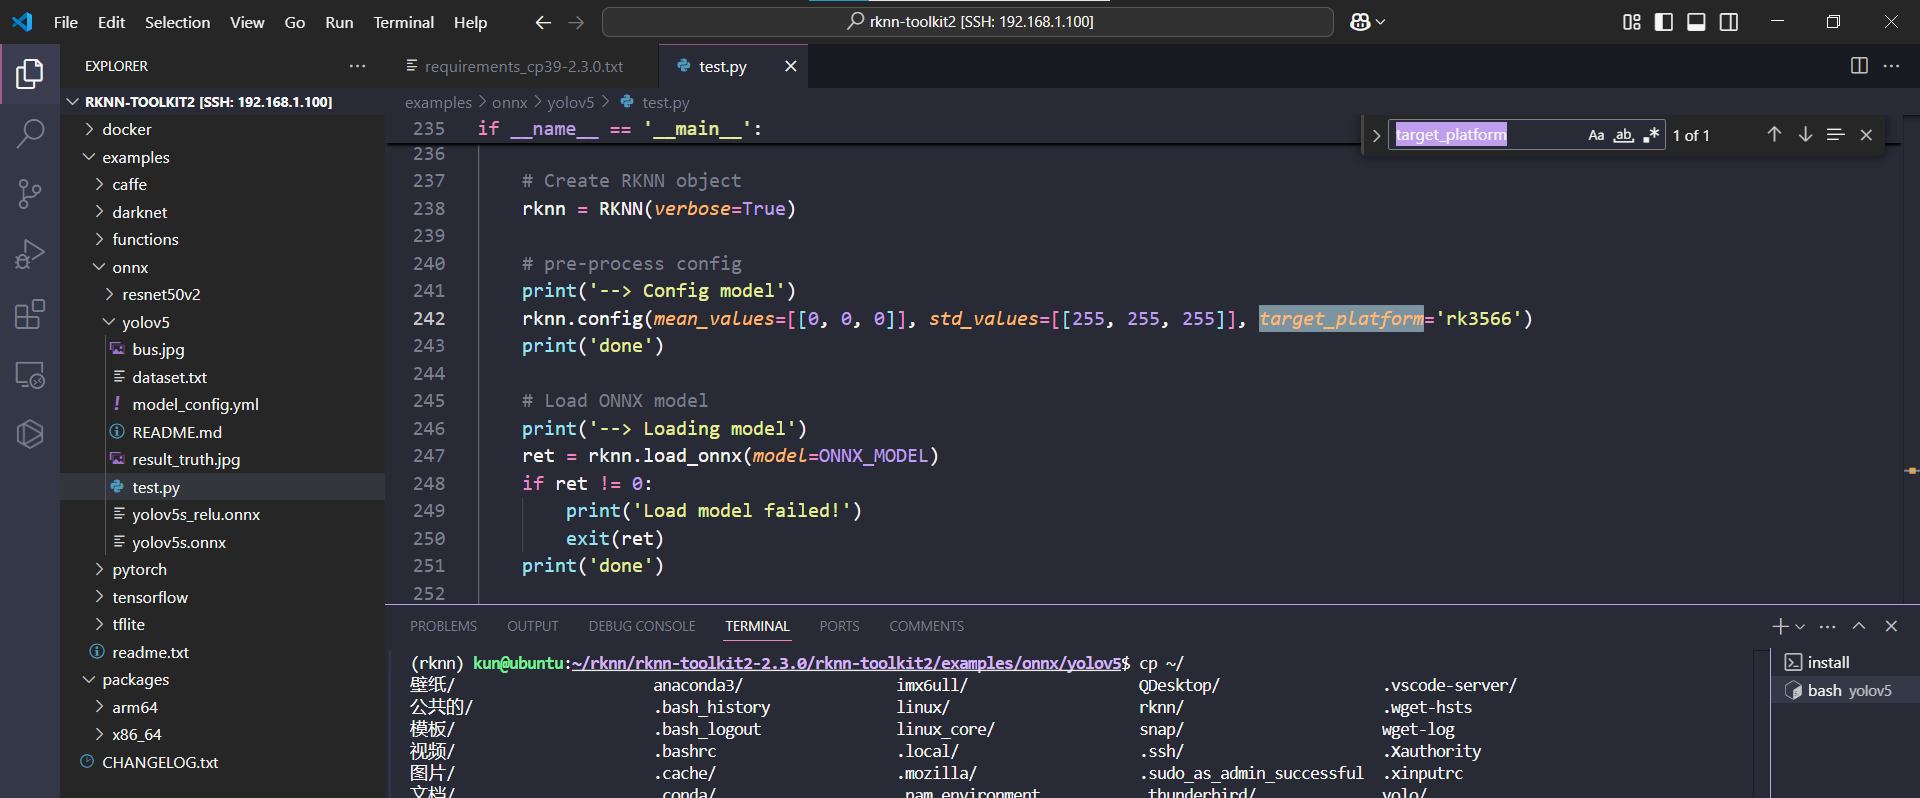 File Edit Selection View Go Run Terminal Help
rknn-toolkit2 [SSH: 192.168.1.100]
EXPLORER
RKNN-TOOLKIT2 [SSH: 192.168.1.100]
docker
examples
caffe
darknet
functions
onnx
resnet50v2
yolov5
bus.jpg
dataset.txt
model_config.yml
README.md
result_truth.jpg
test.py
yolov5s_relu.onnx
yolov5s.onnx
pytorch
tensorflow
tflite
readme.txt
packages
arm64
x86_64
CHANGELOG.txt
requirements_cp39-2.3.0.txt
test.py
examples > onnx > yolov5 > test.py
target_platform
Aa ab .*
1 of 1
235 if __name__ == '__main__':
236
237 # Create RKNN object
238 rknn = RKNN(verbose=True)
239
240 # pre-process config
241 print('--> Config model')
242 rknn.config(mean_values=[[0, 0, 0]], std_values=[[255, 255, 255]], target_platform='rk3566')
243 print('done')
244
245 # Load ONNX model
246 print('--> Loading model')
247 ret = rknn.load_onnx(model=ONNX_MODEL)
248 if ret != 0:
249 print('Load model failed!')
250 exit(ret)
251 print('done')
252
PROBLEMS OUTPUT DEBUG CONSOLE TERMINAL PORTS COMMENTS
(rknn) kun@ubuntu:~/rknn/rknn-toolkit2-2.3.0/rknn-toolkit2/examples/onnx/yolov5$ cp ~/
壁纸/ anaconda3/ imx6ull/ QDesktop/ .vscode-server/
公共的/ .bash_history linux/ rknn/ .wget-hsts
模板/ .bash_logout linux_core/ snap/ wget-log
视频/ .bashrc .local/ .ssh/ .Xauthority
图片/ .cache/ .mozilla/ .sudo_as_admin_successful .xinputrc
文档/ .conda/ .pam_environment .thunderbird/ yolo/
install
bash yolov5